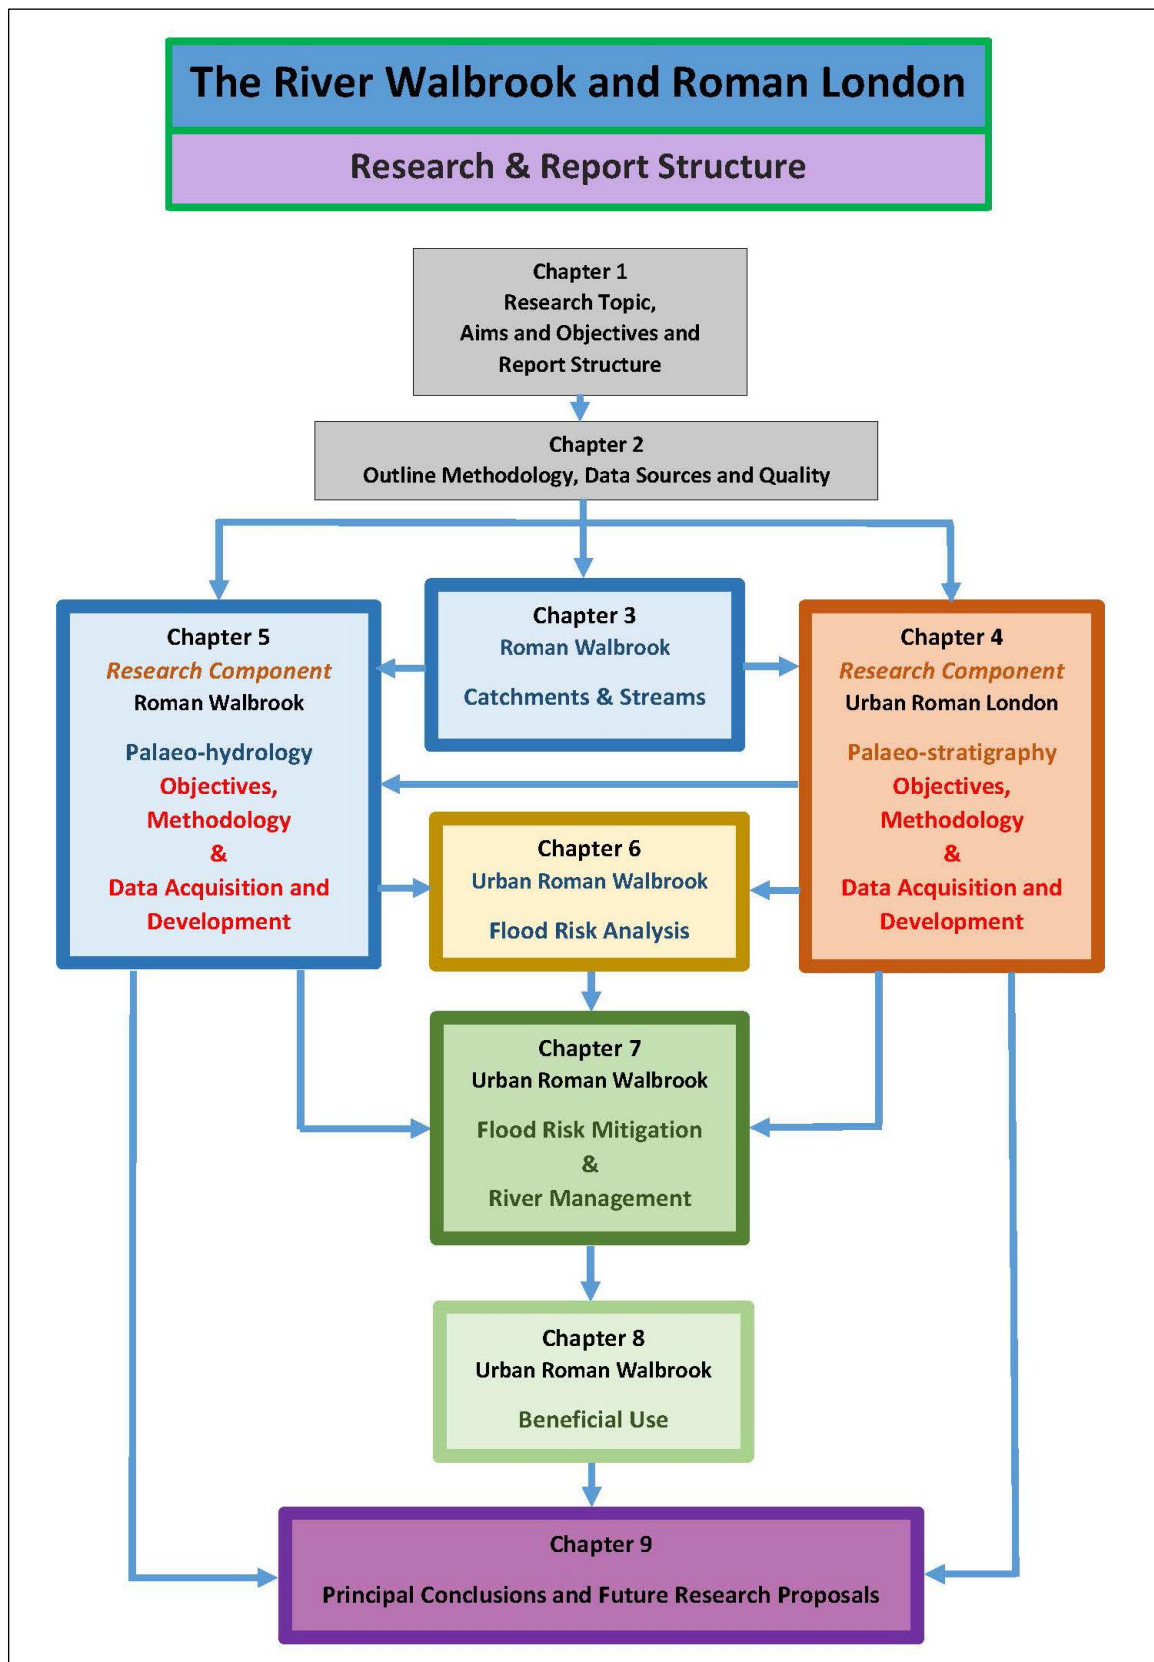 The River Walbrook and Roman London
Research & Report Structure
Chapter 1
Research Topic,
Aims and Objectives and
Report Structure
Chapter 2
Outline Methodology, Data Sources and Quality
Chapter 5
Research Component
Roman Walbrook
Palaeo-hydrology
Objectives,
Methodology
&
Data Acquisition and
Development
Chapter 3
Roman Walbrook
Catchments & Streams
Chapter 4
Research Component
Urban Roman London
Palaeo-stratigraphy
Objectives,
Methodology
&
Data Acquisition and
Development
Chapter 6
Urban Roman Walbrook
Flood Risk Analysis
Chapter 7
Urban Roman Walbrook
Flood Risk Mitigation
&
River Management
Chapter 8
Urban Roman Walbrook
Beneficial Use
Chapter 9
Principal Conclusions and Future Research Proposals